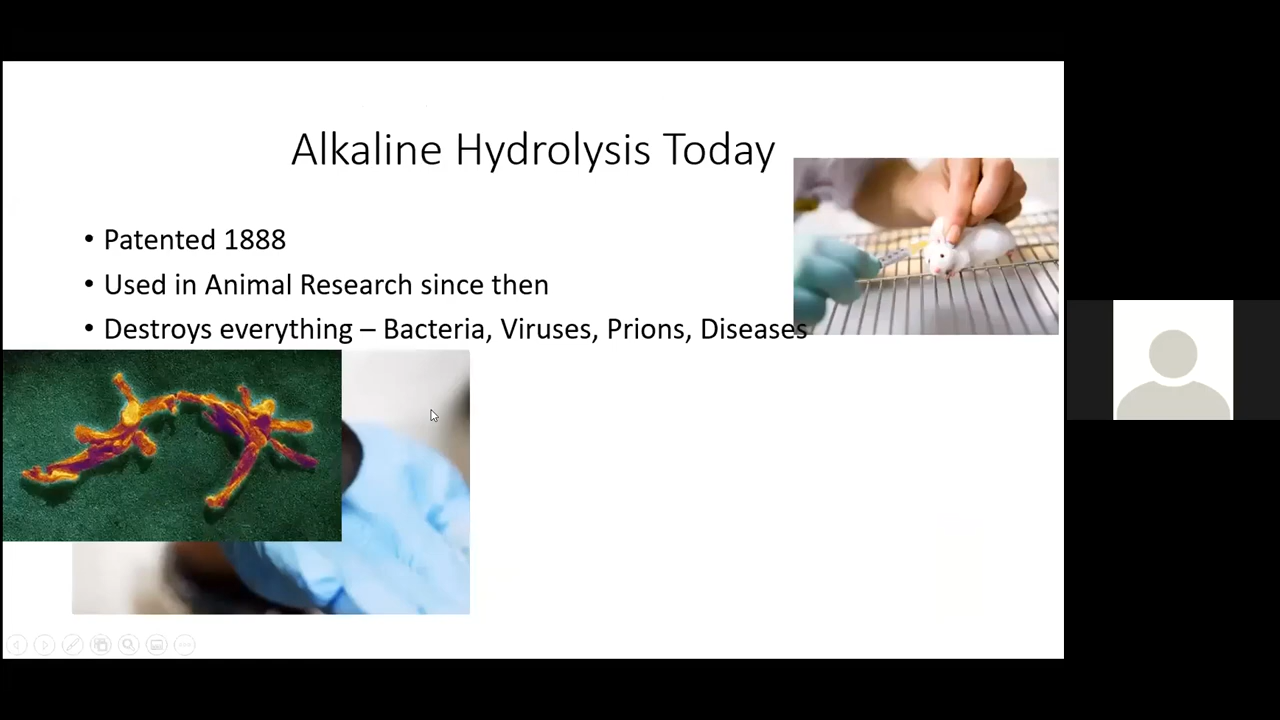 Alkaline Hydrolysis Today
• Patented 1888
• Used in Animal Research since then
• Destroys everything – Bacteria, Viruses, Prions, Diseases